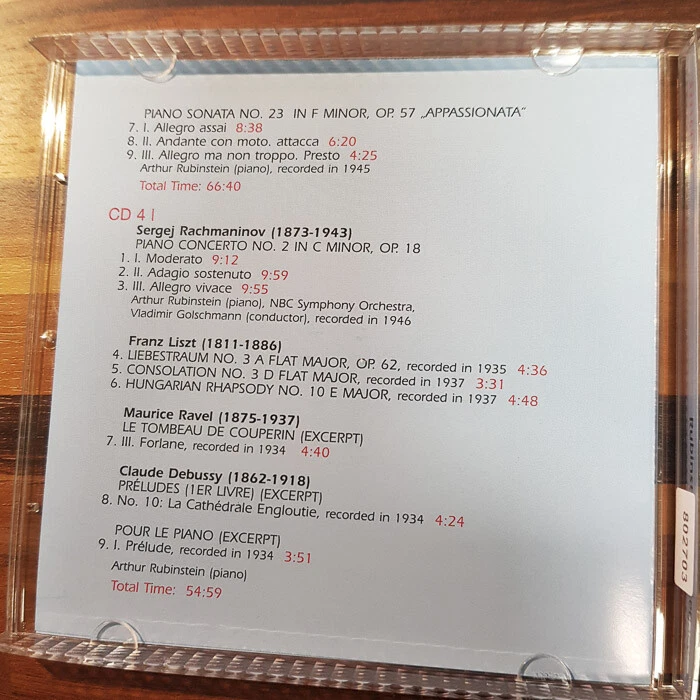 PIANO SONATA NO. 23 IN F MINOR, OP. 57 „APPASSIONATA“
7. I. Allegro assai 8:38
8. II. Andante con moto. attacca 6:20
9. III. Allegro ma non troppo. Presto 4:25
Arthur Rubinstein (piano), recorded in 1945
Total Time: 66:40
CD 4 |
Sergej Rachmaninov (1873-1943)
PIANO CONCERTO NO. 2 IN C MINOR, OP. 18
1. I. Moderato 9:12
2. II. Adagio sostenuto 9:59
3. III. Allegro vivace 9:55
Arthur Rubinstein (piano), NBC Symphony Orchestra,
Vladimir Golschmann (conductor), recorded in 1946
Franz Liszt (1811-1886)
4. LIEBESTRAUM NO. 3 A FLAT MAJOR, OP. 62, recorded in 1935 4:36
5. CONSOLATION NO. 3 D FLAT MAJOR, recorded in 1937 3:31
6. HUNGARIAN RHAPSODY NO. 10 E MAJOR, recorded in 1937 4:48
Maurice Ravel (1875-1937)
LE TOMBEAU DE COUPERIN (EXCERPT)
7. III. Forlane, recorded in 1934 4:40
Claude Debussy (1862-1918)
PRÉLUDES (1ER LIVRE) (EXCERPT)
8. No. 10: La Cathédrale Engloutie, recorded in 1934 4:24
POUR LE PIANO (EXCERPT)
9. I. Prélude, recorded in 1934 3:51
Arthur Rubinstein (piano)
Total Time: 54:59
802703